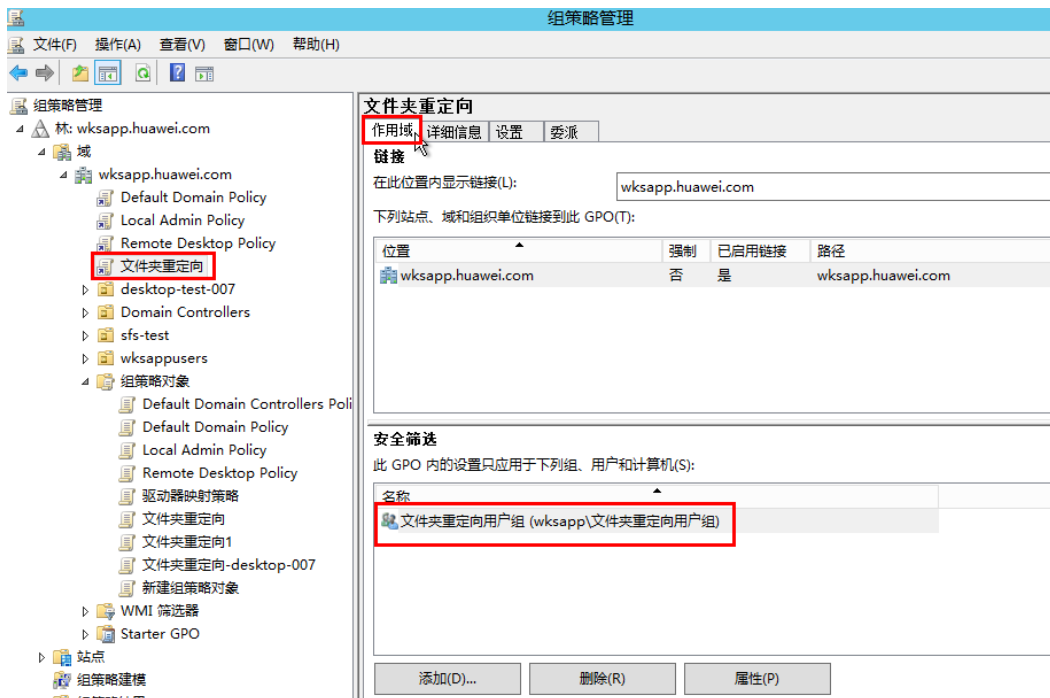 组策略管理
文件(F) 操作(A) 查看(V) 窗口(W) 帮助(H)
组策略管理
林: wksapp.huawei.com
域
wksapp.huawei.com
Default Domain Policy
Local Admin Policy
Remote Desktop Policy
文件夹重定向
desktop-test-007
Domain Controllers
sfs-test
wksappusers
组策略对象
Default Domain Controllers Poli
Default Domain Policy
Local Admin Policy
Remote Desktop Policy
驱动器映射策略
文件夹重定向
文件夹重定向1
文件夹重定向-desktop-007
新建组策略对象
WMI 筛选器
Starter GPO
站点
组策略建模
文件夹重定向
作用域 详细信息 设置 委派
链接
在此位置内显示链接(L): wksapp.huawei.com
下列站点、域和组织单位链接到此 GPO(T):
位置 强制 已启用链接 路径
wksapp.huawei.com 否 是 wksapp.huawei.com
安全筛选
此 GPO 内的设置只应用于下列组、用户和计算机(S):
名称
文件夹重定向用户组 (wksapp\文件夹重定向用户组)
添加(D)... 删除(R) 属性(P)